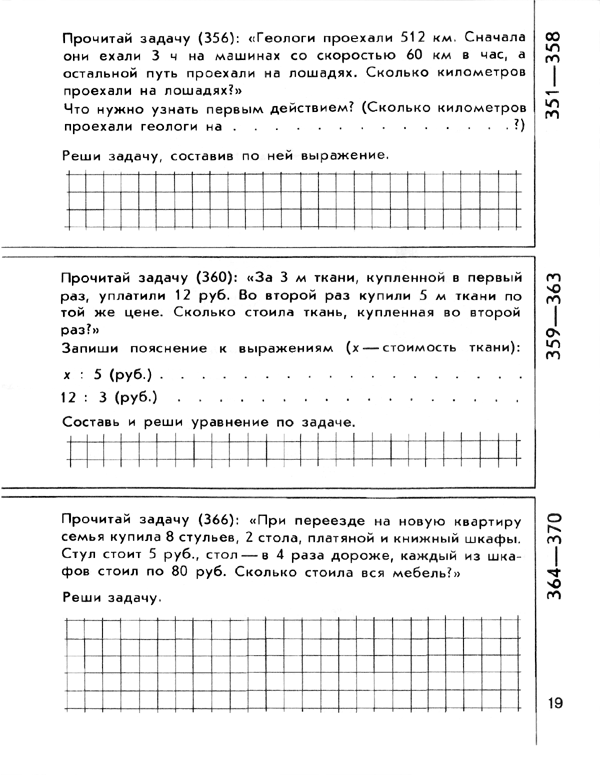 Прочитай задачу (356): «Геологи проехали 512 км. Сначала
они ехали 3 ч на машинах со скоростью 60 км в час, а
остальной путь проехали на лошадях. Сколько километров
проехали на лошадях?»
Что нужно узнать первым действием? (Сколько километров
проехали геологи на . . . . . . . . . . . . . . ?)
Реши задачу, составив по ней выражение.
351—358
Прочитай задачу (360): «За 3 м ткани, купленной в первый
раз, уплатили 12 руб. Во второй раз купили 5 м ткани по
той же цене. Сколько стоила ткань, купленная во второй
раз?»
Запиши пояснение к выражениям (x — стоимость ткани):
x : 5 (руб.) . . . . . . . . . . . . . . . . . . .
12 : 3 (руб.) . . . . . . . . . . . . . . . . . .
Составь и реши уравнение по задаче.
359—363
Прочитай задачу (366): «При переезде на новую квартиру
семья купила 8 стульев, 2 стола, платяной и книжный шкафы.
Стул стоит 5 руб., стол — в 4 раза дороже, каждый из шка-
фов стоил по 80 руб. Сколько стоила вся мебель?»
Реши задачу.
364—370
19